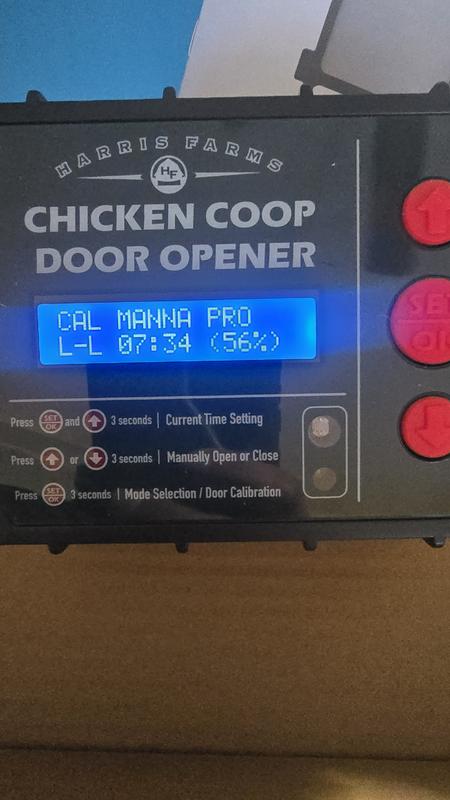 HARRIS FARMS
HF
CHICKEN COOP
DOOR OPENER
CAL MANNA PRO
L-L 07:34 (56%)
SET
OK
Press SET OK and 3 seconds | Current Time Setting
Press or 3 seconds | Manually Open or Close
Press SET OK 3 seconds | Mode Selection / Door Calibration